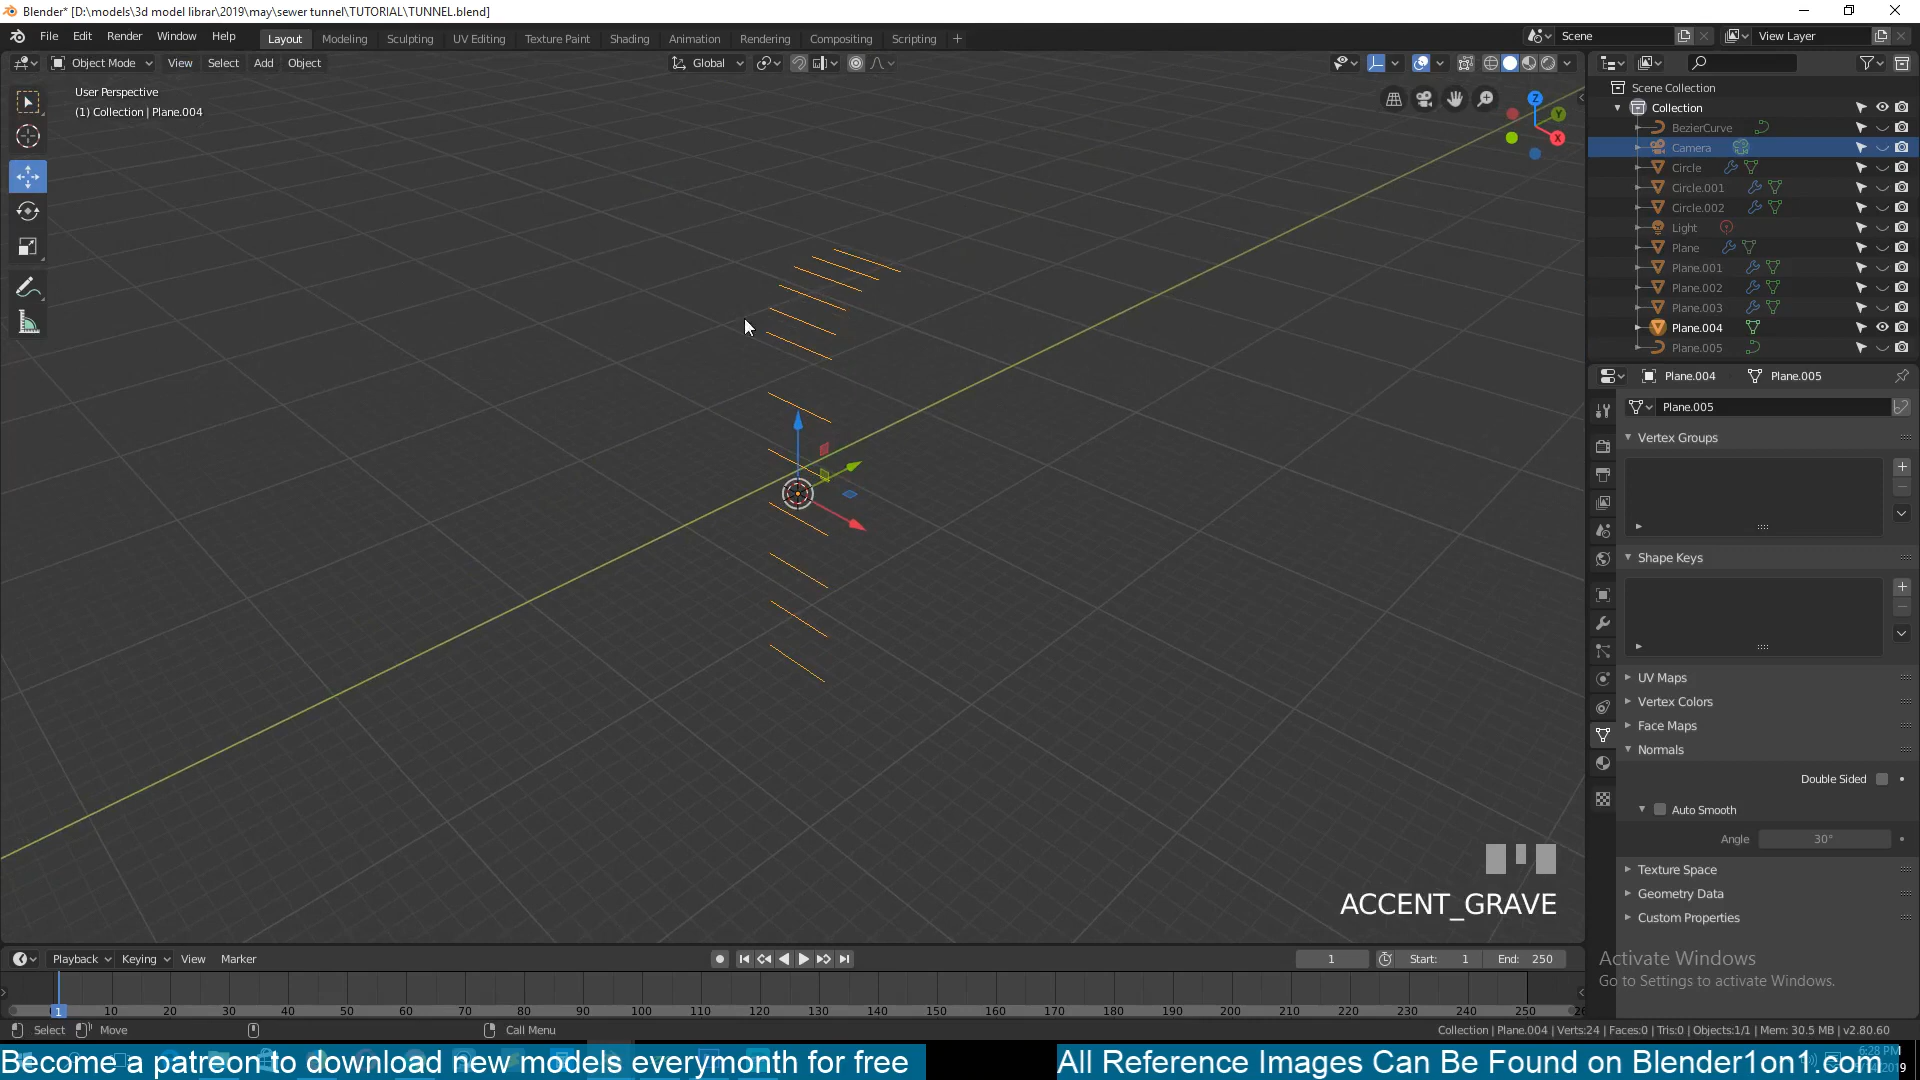 Blender* [D:\models\3d model librar\2019\may\sewer tunnel\TUTORIAL\TUNNEL.blend]
File Edit Render Window Help Layout Modeling Sculpting UV Editing Texture Paint Shading Animation Rendering Compositing Scripting + Scene View Layer
Object Mode View Select Add Object Global
User Perspective
(1) Collection | Plane.004
Z
Y
X
Scene Collection
Collection
BezierCurve
Camera
Circle
Circle.001
Circle.002
Light
Plane
Plane.001
Plane.002
Plane.003
Plane.004
Plane.005
Plane.004 Plane.005
Plane.005
Vertex Groups
Shape Keys
UV Maps
Vertex Colors
Face Maps
Normals
Double Sided
Auto Smooth
Angle 30°
Texture Space
Geometry Data
Custom Properties
ACCENT_GRAVE
Activate Windows
Go to Settings to activate Windows.
Playback Keying View Marker 1 Start: 1 End: 250
1 10 20 30 40 50 60 70 80 90 100 110 120 130 140 150 160 170 180 190 200 210 220 230 240 250
Select Move Call Menu Collection | Plane.004 | Verts:24 | Faces:0 | Tris:0 | Objects:1/1 | Mem: 30.5 MB | v2.80.60
Become a patreon to download new models everymonth for free All Reference Images Can Be Found on Blender1on1.com
6:28 PM